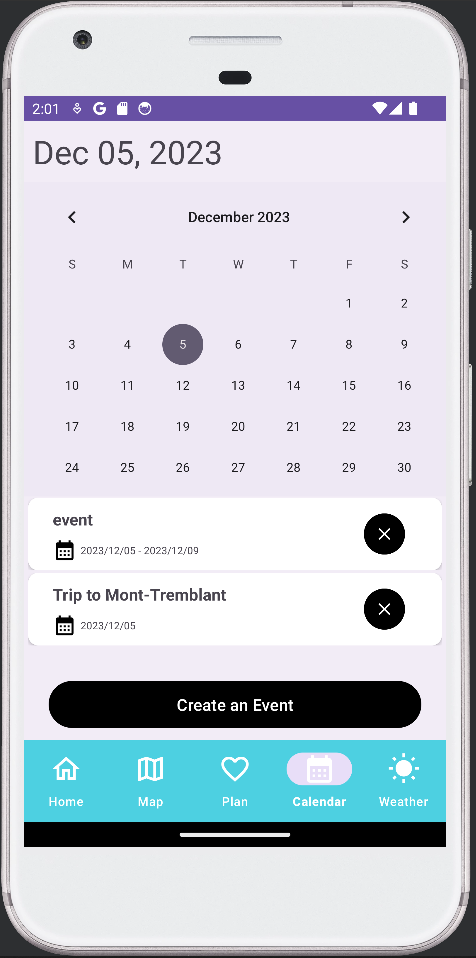 2:01
Dec 05, 2023
December 2023
S M T W T F S
1 2
3 4 5 6 7 8 9
10 11 12 13 14 15 16
17 18 19 20 21 22 23
24 25 26 27 28 29 30
event
2023/12/05 - 2023/12/09
Trip to Mont-Tremblant
2023/12/05
Create an Event
Home Map Plan Calendar Weather